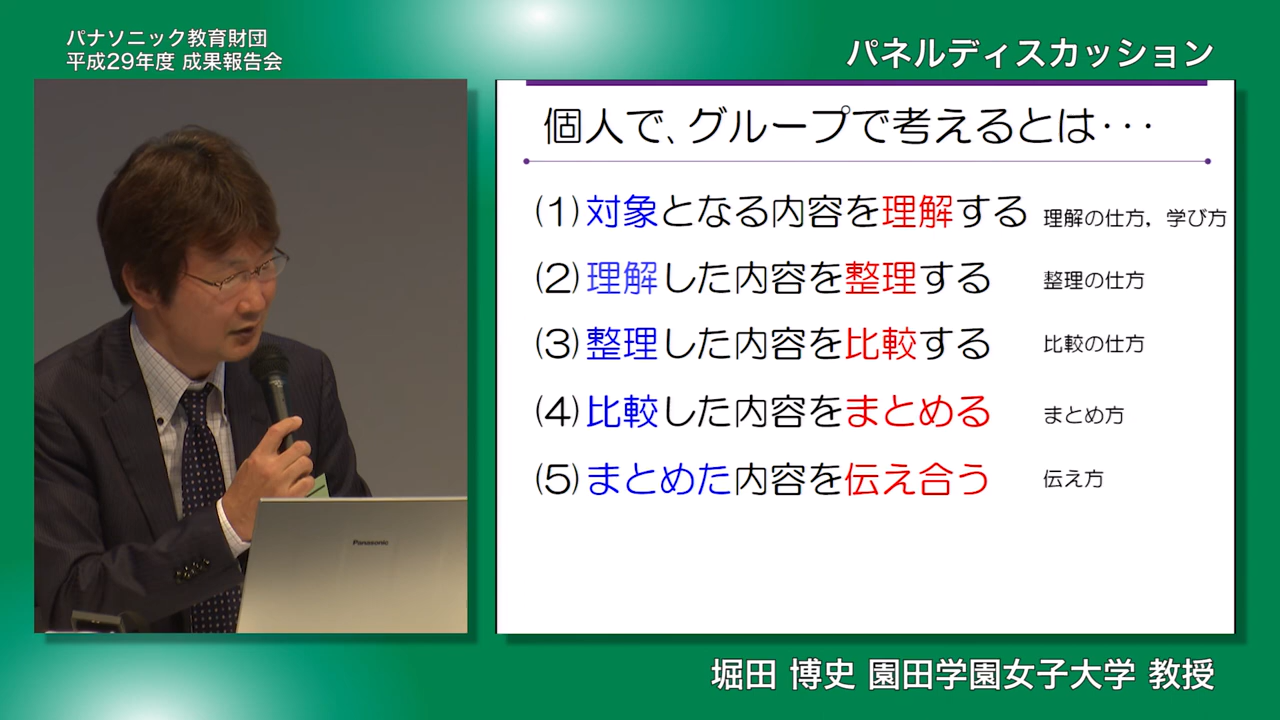 パナソニック教育財団
平成29年度 成果報告会
パネルディスカッション
個人で、グループで考えるとは・・・
(1)対象となる内容を理解する 理解の仕方，学び方
(2)理解した内容を整理する 整理の仕方
(3)整理した内容を比較する 比較の仕方
(4)比較した内容をまとめる まとめ方
(5)まとめた内容を伝え合う 伝え方
Panasonic
堀田 博史 園田学園女子大学 教授